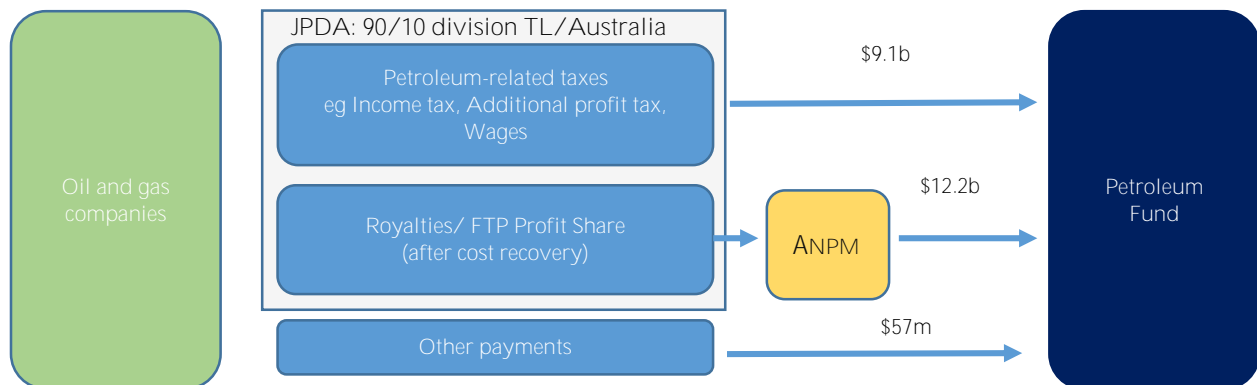 JPDA: 90/10 division TL/Australia
Petroleum-related taxes
eg Income tax, Additional profit tax,
Wages
$9.1b
Oil and gas
companies
Royalties/ FTP Profit Share
(after cost recovery)
ANPM
$12.2b
Petroleum
Fund
Other payments
$57m